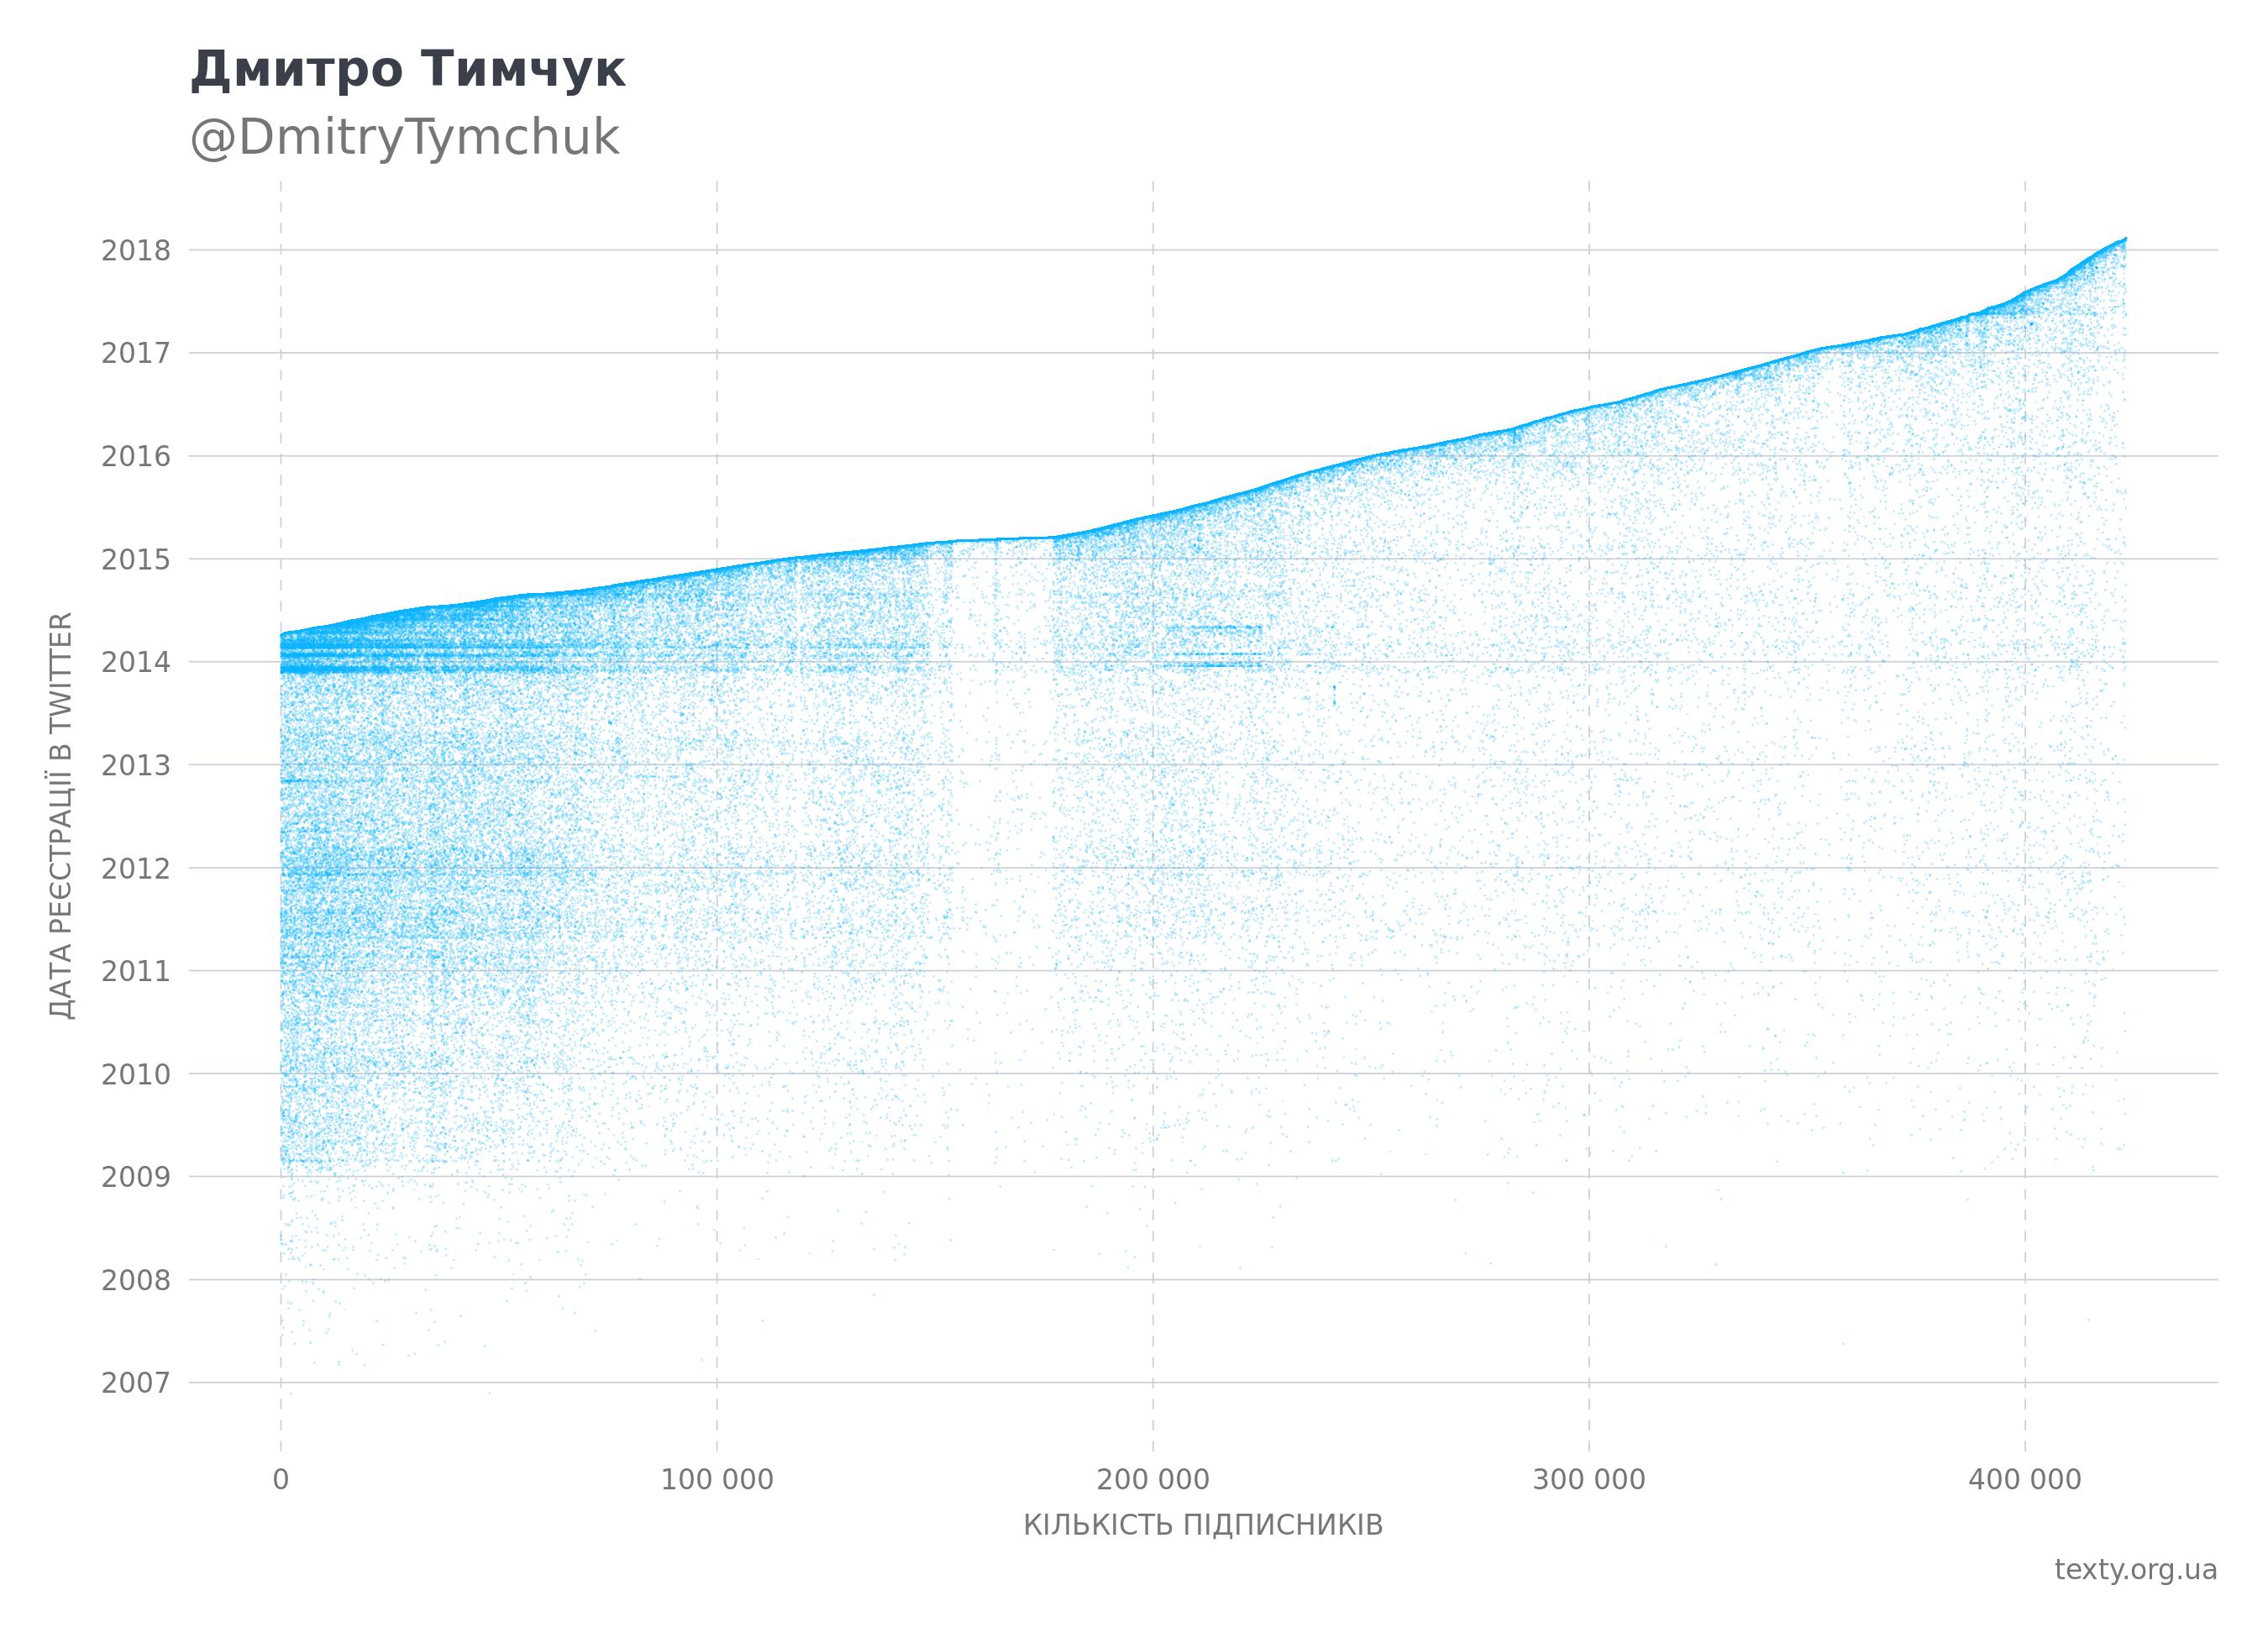 Дмитро Тимчук
@DmitryTymchuk
ДАТА РЕЄСТРАЦІЇ В TWITTER
2018
2017
2016
2015
2014
2013
2012
2011
2010
2009
2008
2007
0 100 000 200 000 300 000 400 000
КІЛЬКІСТЬ ПІДПИСНИКІВ
texty.org.ua